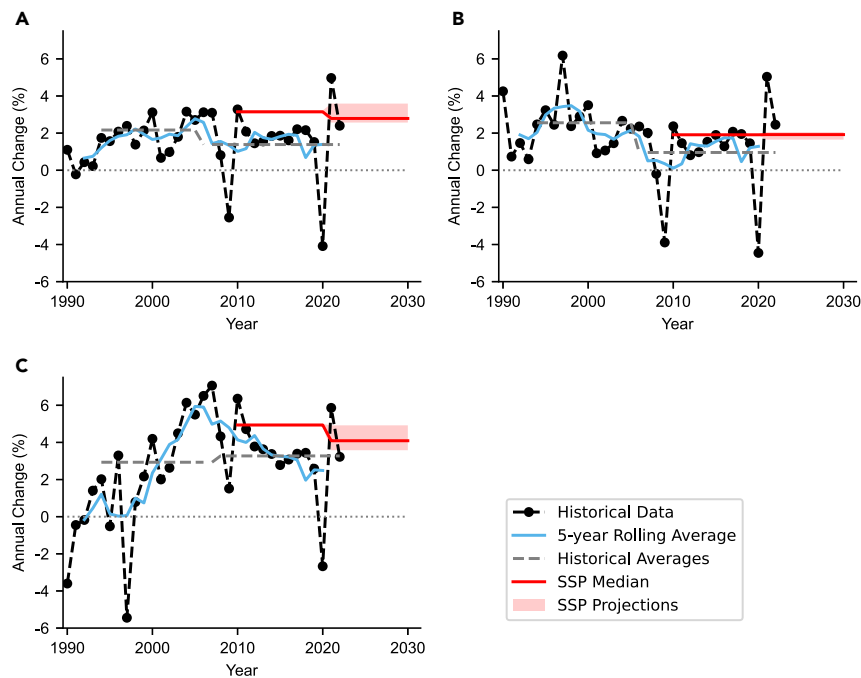 A
Annual Change (%)
6
4
2
0
-2
-4
-6
1990
2000
2010
2020
2030
Year
B
Annual Change (%)
6
4
2
0
-2
-4
-6
1990
2000
2010
2020
2030
Year
C
Annual Change (%)
6
4
2
0
-2
-4
-6
1990
2000
2010
2020
2030
Year
Historical Data
5-year Rolling Average
Historical Averages
SSP Median
SSP Projections